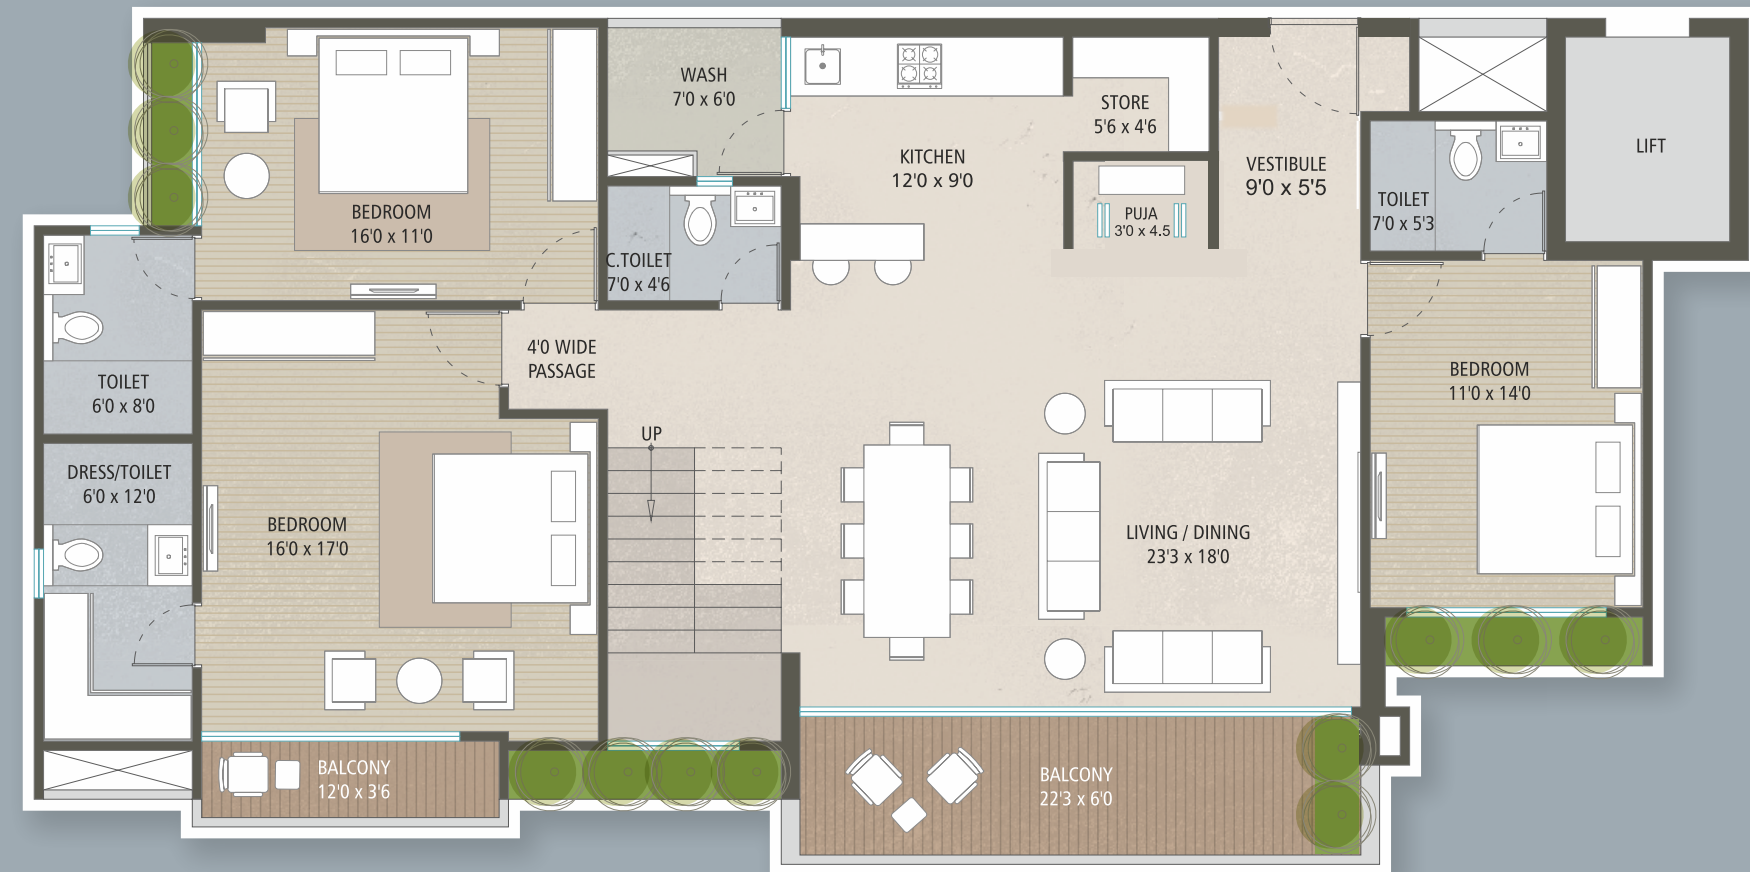 WASH
7'0 x 6'0
STORE
5'6 x 4'6
KITCHEN
12'0 x 9'0
VESTIBULE
9'0 x 5'5
LIFT
BEDROOM
16'0 x 11'0
PUJA
3'0 x 4.5
TOILET
7'0 x 5'3
C.TOILET
7'0 x 4'6
4'0 WIDE
PASSAGE
TOILET
6'0 x 8'0
BEDROOM
11'0 x 14'0
UP
DRESS/TOILET
6'0 x 12'0
BEDROOM
16'0 x 17'0
LIVING / DINING
23'3 x 18'0
BALCONY
12'0 x 3'6
BALCONY
22'3 x 6'0